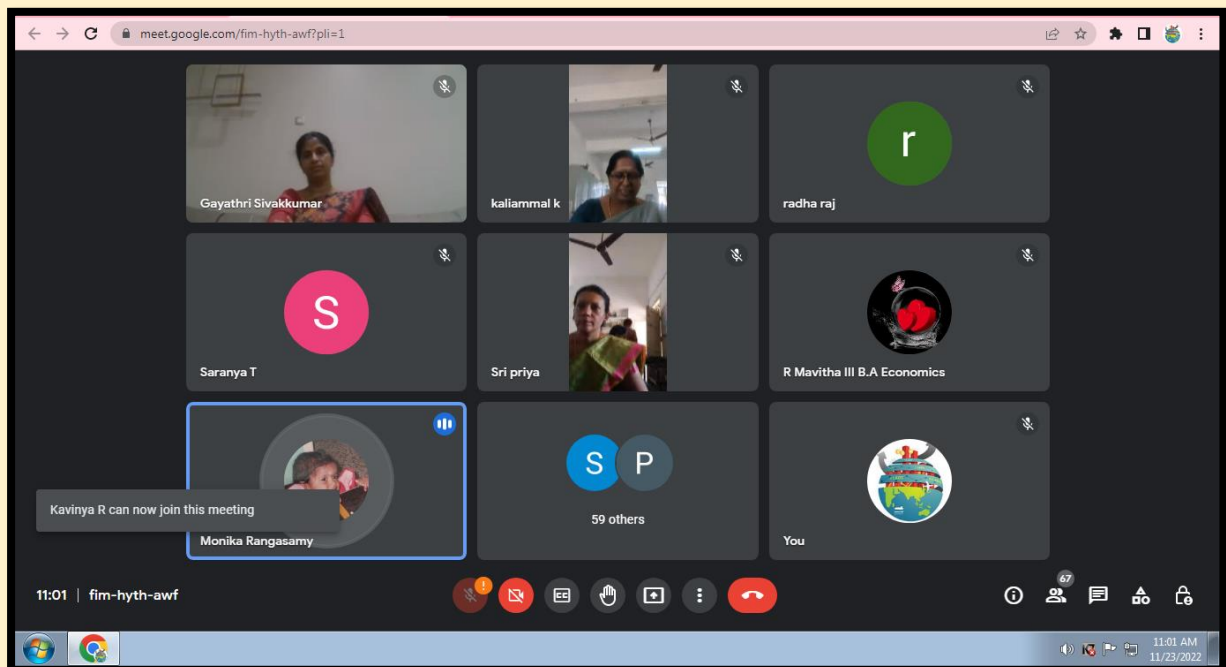 meet.google.com/fim-hyth-awf?pli=1
Gayathri Sivakkumar
kaliammal k
r
radha raj
S
Saranya T
Sri priya
R Mavitha III B.A Economics
Kavinya R can now join this meeting
Monika Rangasamy
S P
59 others
You
11:01 | fim-hyth-awf
CC
67
11:01 AM
11/23/2022